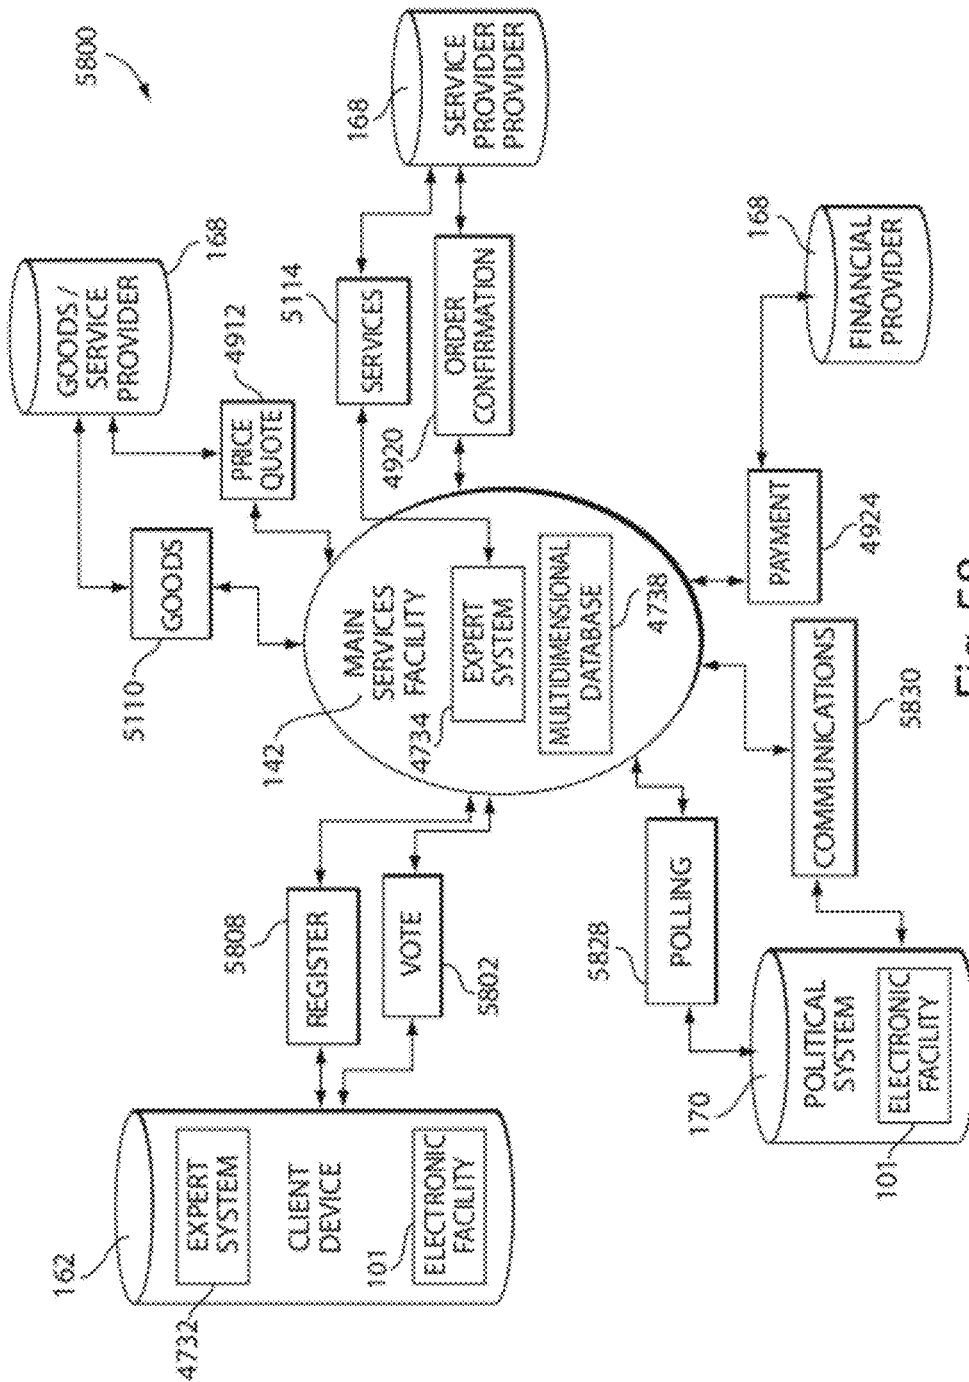 5800
GOODS /
SERVICE
PROVIDER
168
4912
PRICE
QUOTE
GOODS
5110
162
EXPERT
SYSTEM
4732
CLIENT
DEVICE
101
ELECTRONIC
FACILITY
5808
REGISTER
VOTE
5802
142
MAIN
SERVICES
FACILITY
4734
EXPERT
SYSTEM
MULTIDIMENSIONAL
DATABASE
4738
5114
SERVICES
4920
ORDER
CONFIRMATION
168
SERVICE
PROVIDER
PROVIDER
5828
POLLING
170
POLITICAL
SYSTEM
ELECTRONIC
FACILITY
101
COMMUNICATIONS
5830
PAYMENT
4924
168
FINANCIAL
PROVIDER